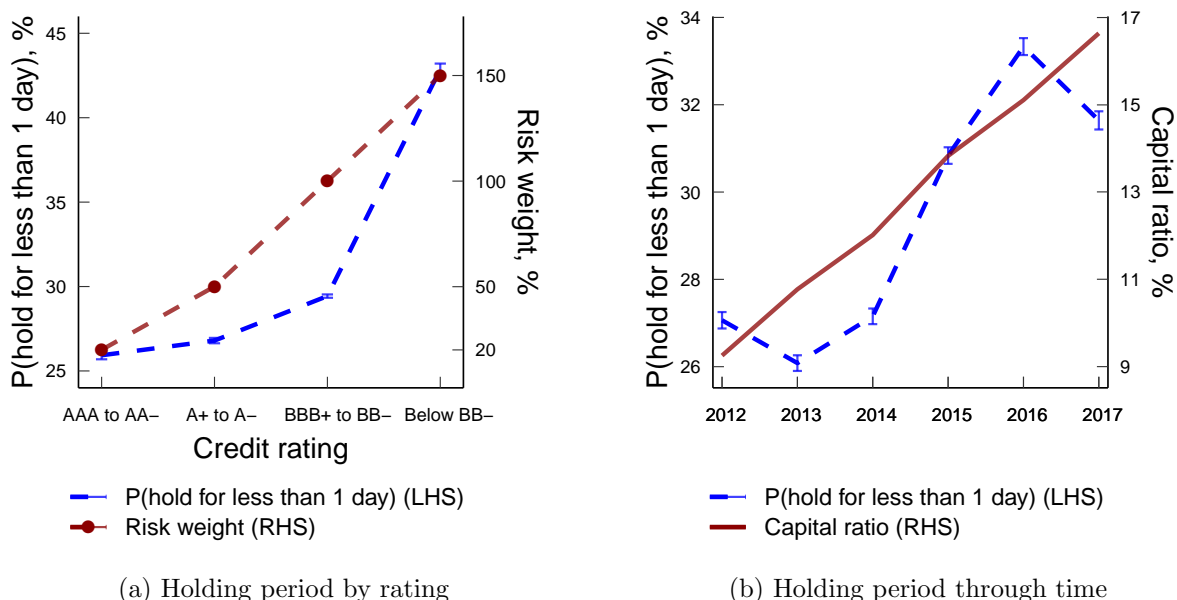 P(hold for less than 1 day), %
45
40
35
30
25
150
100
50
20
Risk weight, %
AAA to AA–
A+ to A–
BBB+ to BB–
Below BB–
Credit rating
P(hold for less than 1 day) (LHS)
Risk weight (RHS)
(a) Holding period by rating
P(hold for less than 1 day), %
34
32
30
28
26
17
15
13
11
9
Capital ratio, %
2012
2013
2014
2015
2016
2017
P(hold for less than 1 day) (LHS)
Capital ratio (RHS)
(b) Holding period through time